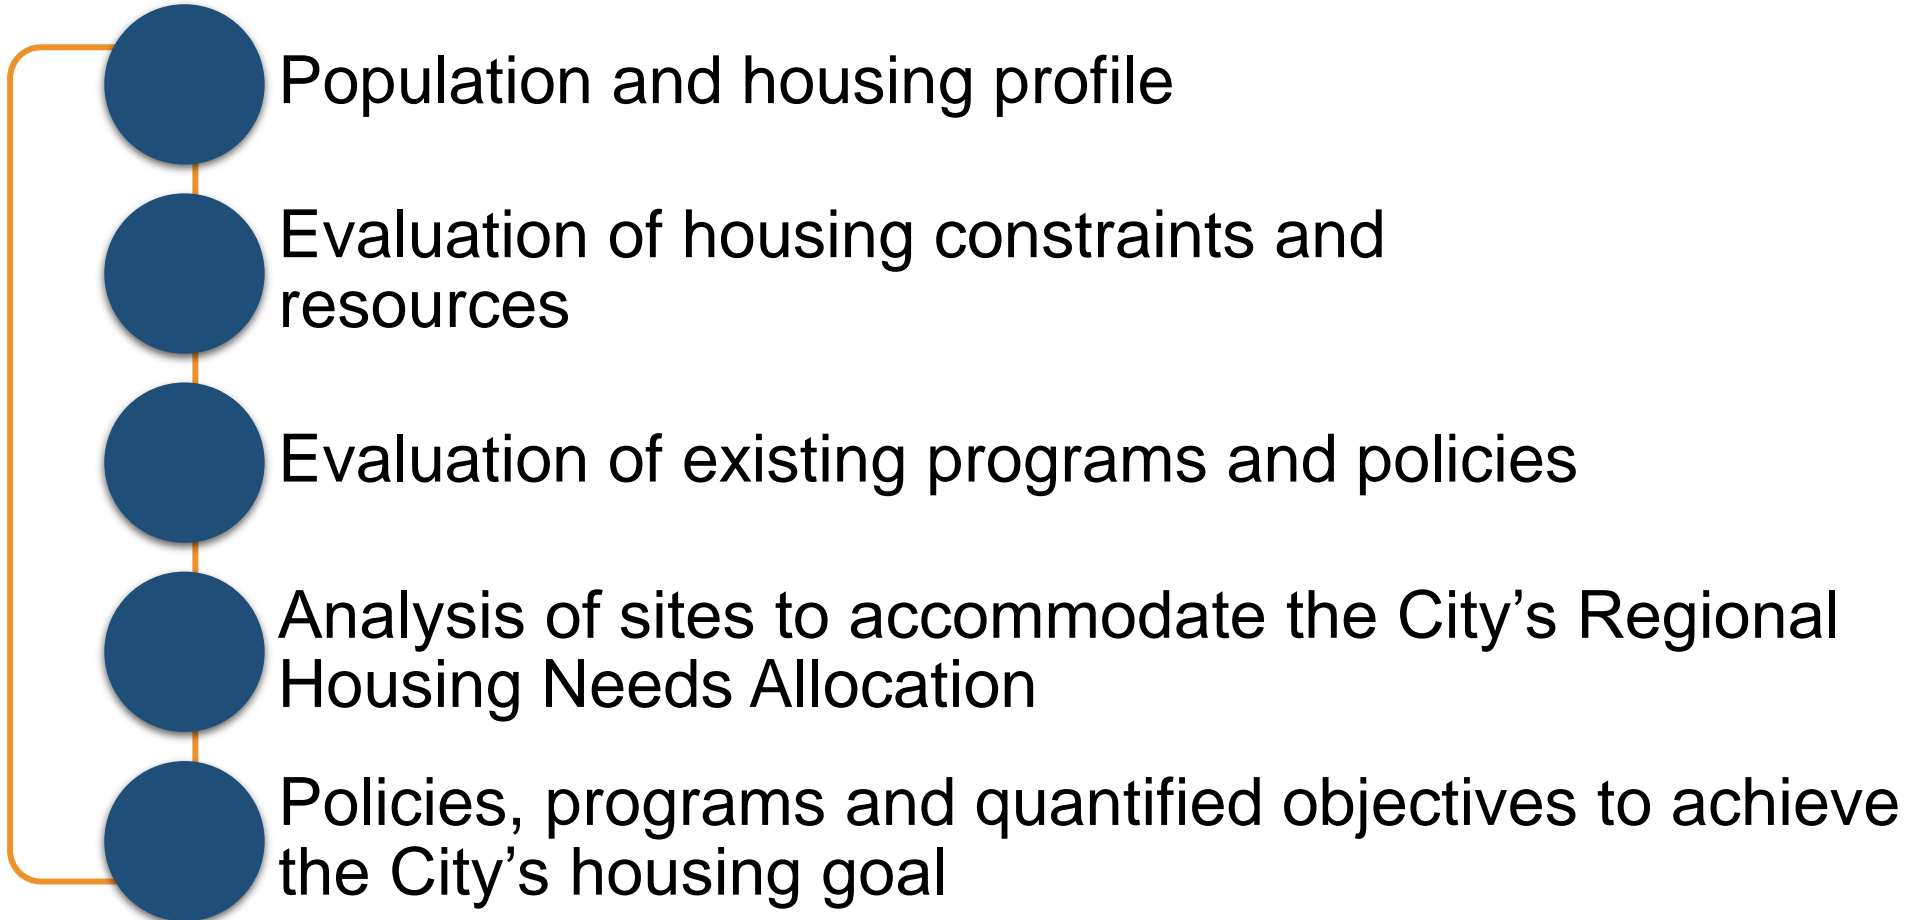 Population and housing profile
Evaluation of housing constraints and
resources
Evaluation of existing programs and policies
Analysis of sites to accommodate the City’s Regional
Housing Needs Allocation
Policies, programs and quantified objectives to achieve
the City’s housing goal